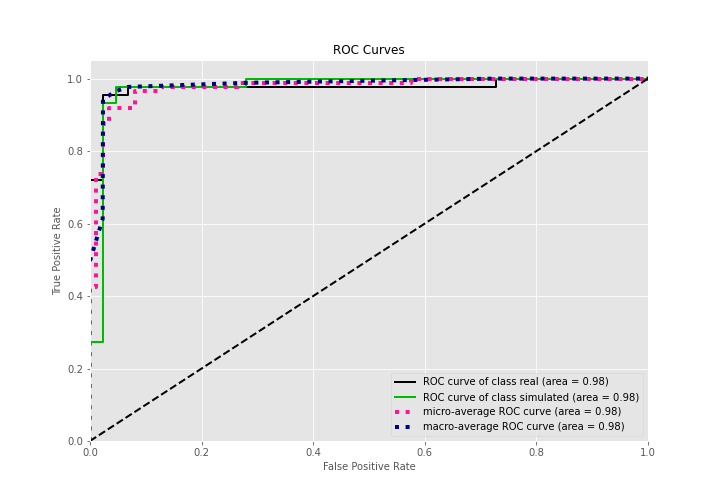 ROC Curves
True Positive Rate
1.0
0.8
0.6
0.4
0.2
0.0
0.0 0.2 0.4 0.6 0.8 1.0
False Positive Rate
ROC curve of class real (area = 0.98)
ROC curve of class simulated (area = 0.98)
micro-average ROC curve (area = 0.98)
macro-average ROC curve (area = 0.98)